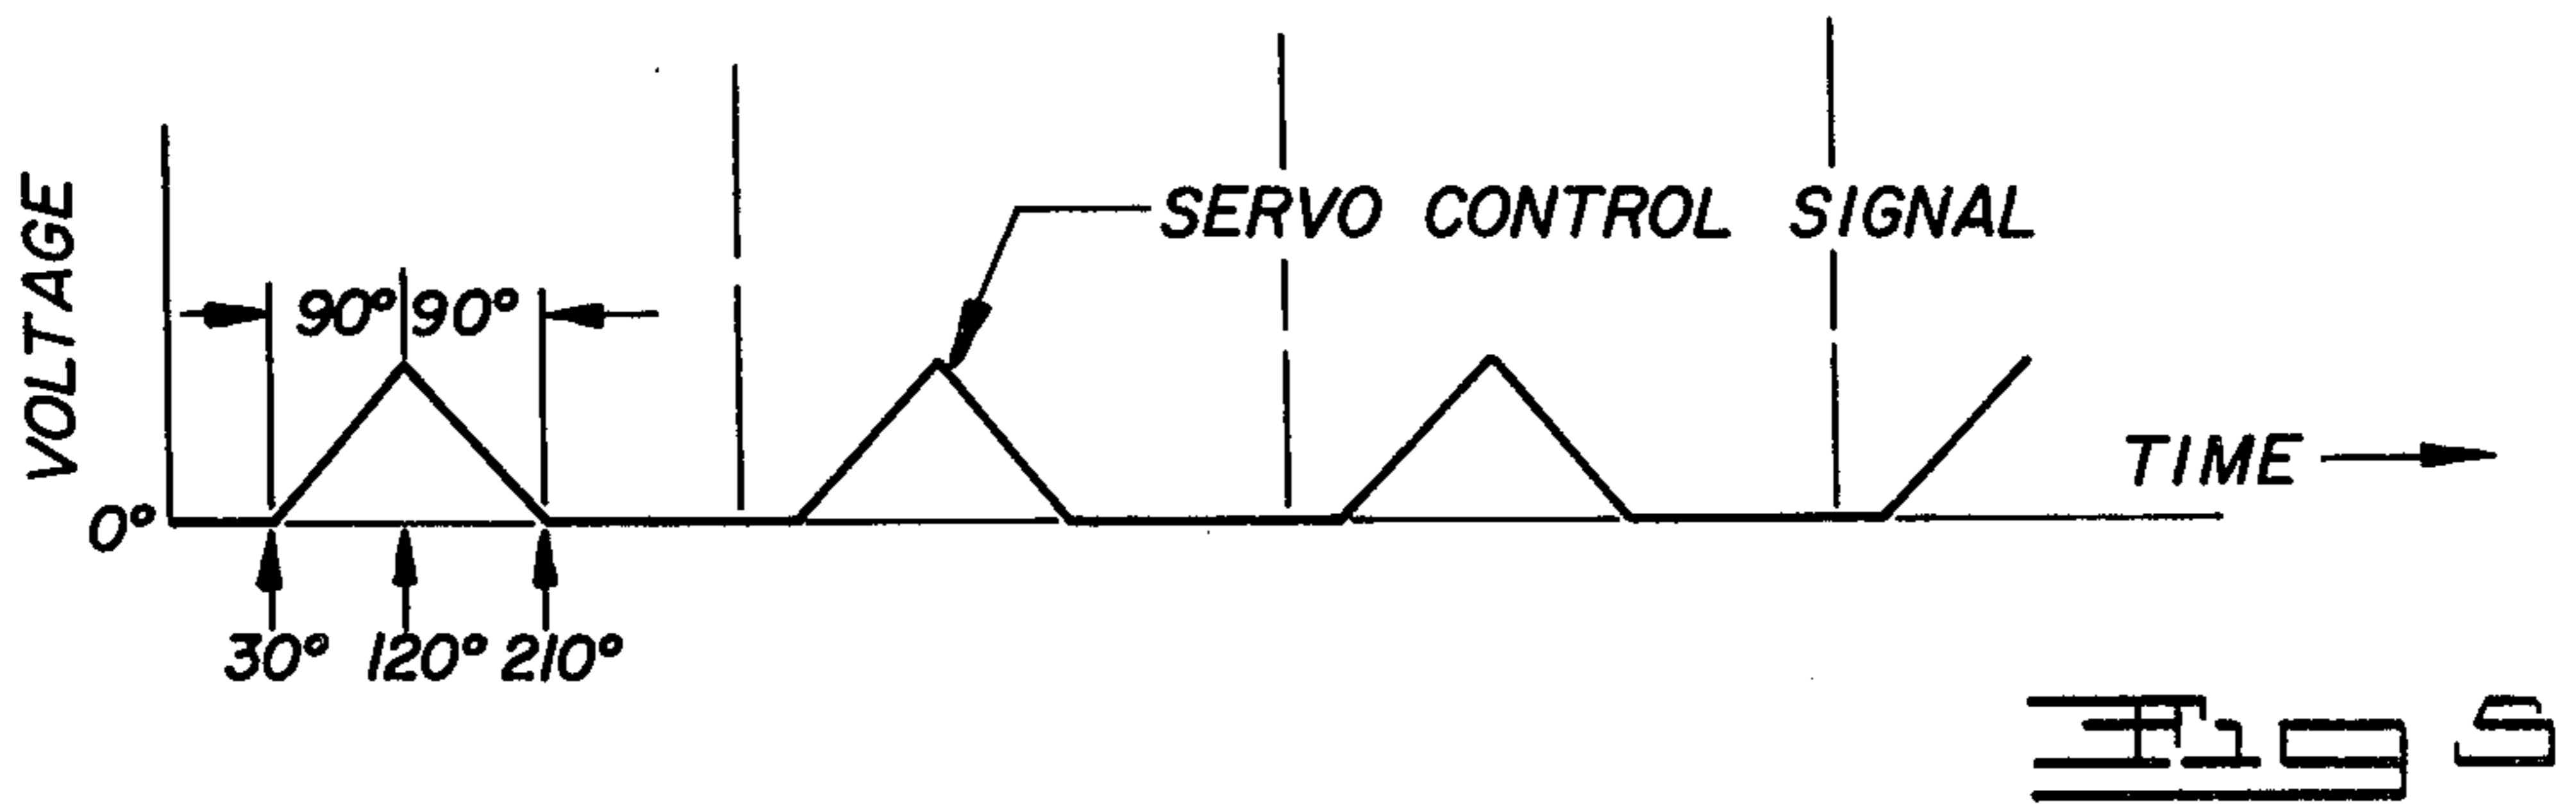 SERVO CONTROL SIGNAL
VOLTAGE
90° 90°
TIME
0°
30° 120° 210°
Fig 5